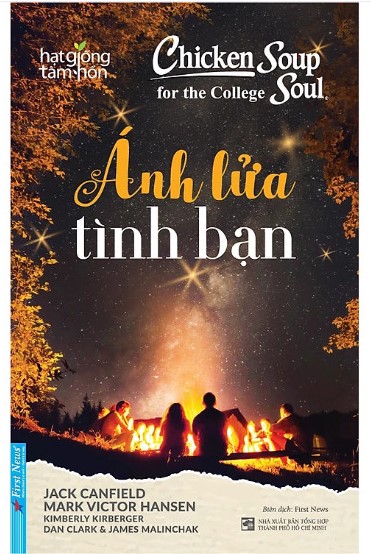 hạt giống
tâm hồn
Chicken Soup
for the College Soul
Ánh lửa
tình bạn
First News
JACK CANFIELD
MARK VICTOR HANSEN
KIMBERLY KIRBERGER
DAN CLARK & JAMES MALINCHAK
Biên dịch: First News
NHÀ XUẤT BẢN TỔNG HỢP
THÀNH PHỐ HỒ CHÍ MINH